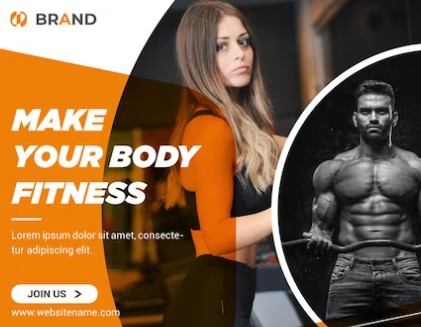 BRAND
MAKE
YOUR BODY
FITNESS
Lorem ipsum dolor sit amet, consecte-
tur adipiscing elit.
JOIN US >
www.websitename.com